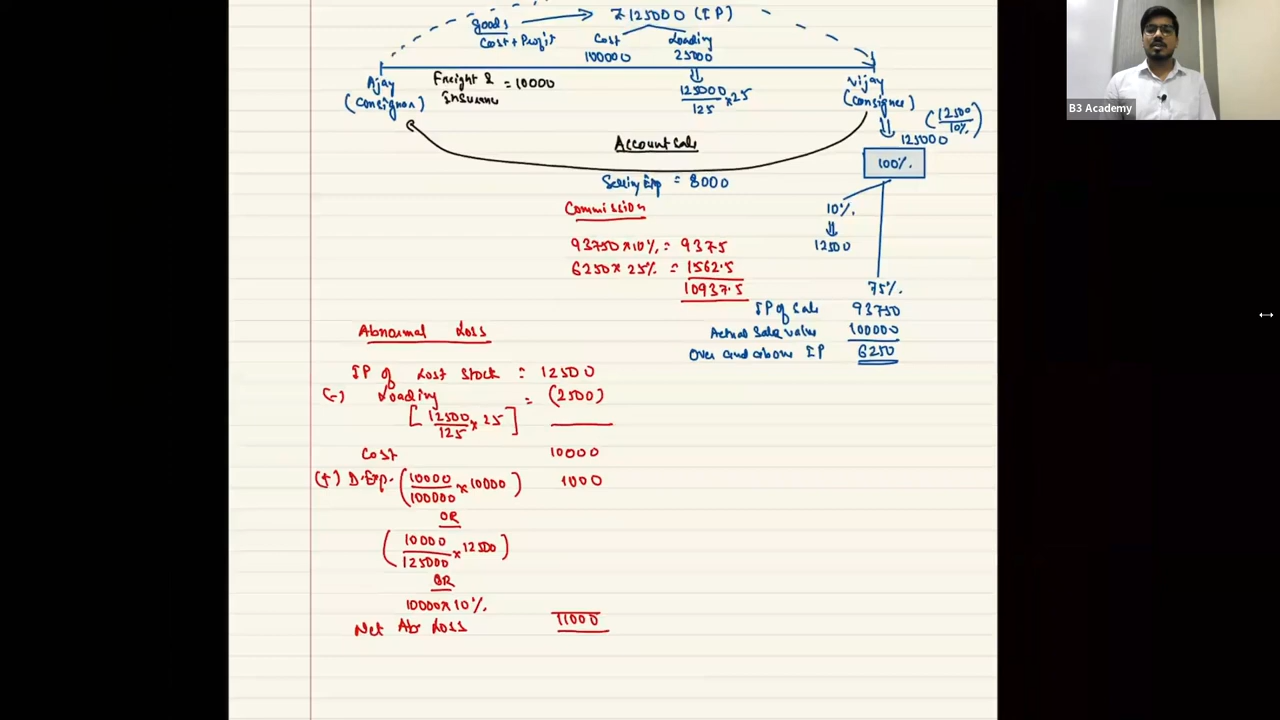 Goods → ₹125000 (IP)
Cost + Profit
Cost Loading
100000 25000
Ajay
(Consignor)
Freight &
Insurance = 10000
125000/125 × 25
Vijay
(Consignee)
(12500/10%)
125000
B3 Academy
Account Sale
100%.
Selling Exp = 8000
Commission
10%.
12500
93750 × 10% = 9375
6250 × 25% = 1562.5
10937.5
75%.
IP of Sale 93750
Actual Sale value 100000
Over and above IP 6250
Abnormal Loss
IP of Lost Stock = 12500
(-) Loading = (2500)
[12500/125 × 25]
Cost 10000
(+) D.Exp. (10000/100000 × 10000) 1000
OR
(10000/125000 × 12500)
OR
10000 × 10%.
Net Ab Loss 11000